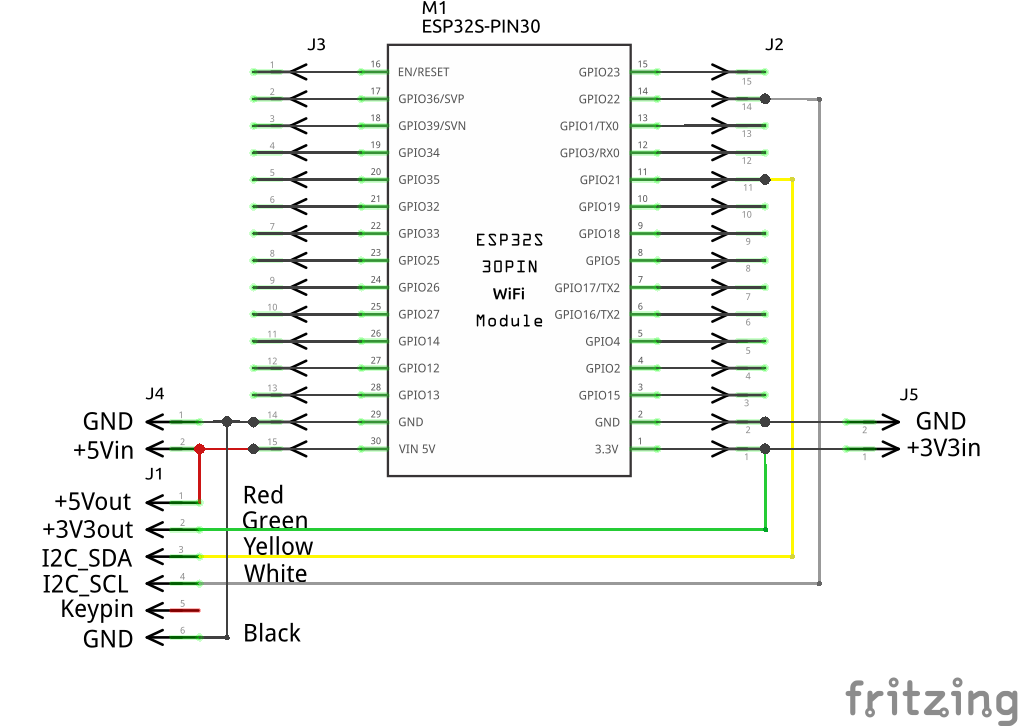 M1
ESP32S-PIN30
J3
J2
1 16 EN/RESET GPIO23 15 15
2 17 GPIO36/SVP GPIO22 14 14
3 18 GPIO39/SVN GPIO1/TX0 13 13
4 19 GPIO34 GPIO3/RX0 12 12
5 20 GPIO35 GPIO21 11 11
6 21 GPIO32 GPIO19 10 10
7 22 GPIO33 GPIO18 9 9
8 23 GPIO25 GPIO5 8 8
9 24 GPIO26 GPIO17/TX2 7 7
10 25 GPIO27 GPIO16/TX2 6 6
11 26 GPIO14 GPIO4 5 5
12 27 GPIO12 GPIO2 4 4
13 28 GPIO13 GPIO15 3 3
14 29 GND GND 2 2
15 30 VIN 5V 3.3V 1 1
ESP32S
30PIN
WiFi
Module
J4
GND 1
+5Vin 2
J5
2 GND
1 +3V3in
J1
+5Vout 1 Red
+3V3out 2 Green
I2C_SDA 3 Yellow
I2C_SCL 4 White
Keypin 5
GND 6 Black
fritzing